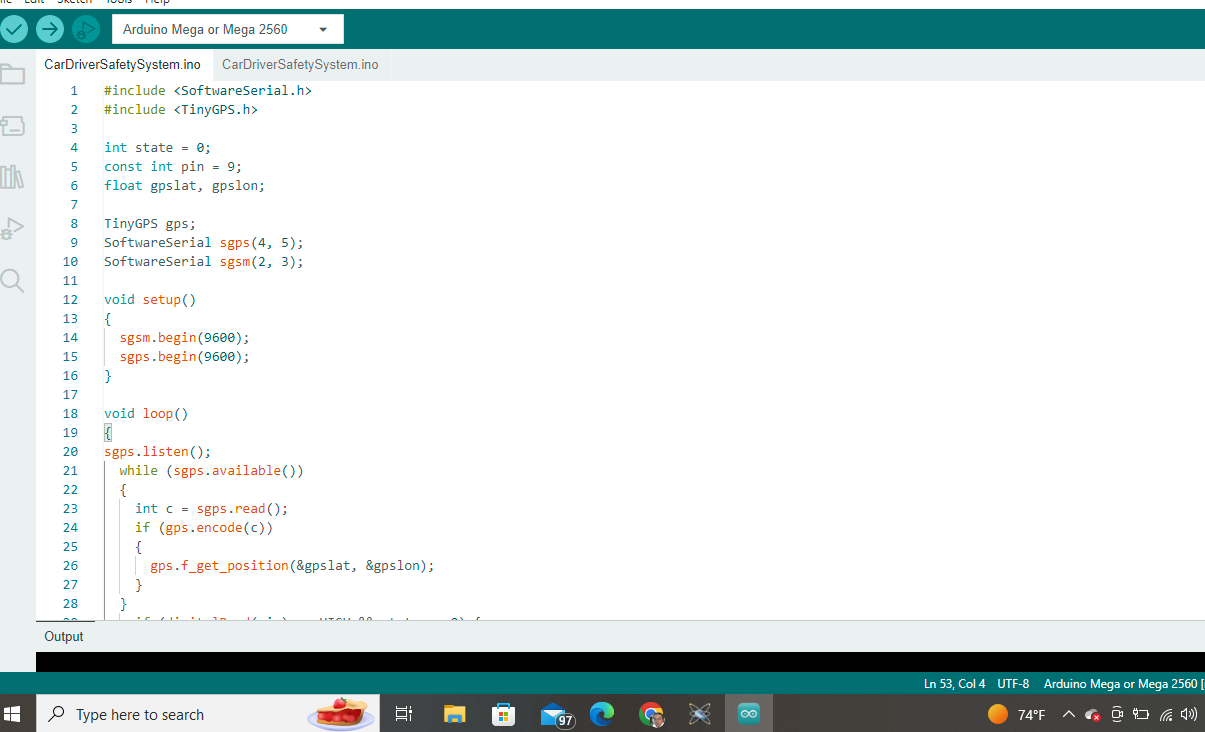 Edit Sketch Tools Help
Arduino Mega or Mega 2560
CarDriverSafetySystem.ino CarDriverSafetySystem.ino
1 #include <SoftwareSerial.h>
2 #include <TinyGPS.h>
3
4 int state = 0;
5 const int pin = 9;
6 float gpslat, gpslon;
7
8 TinyGPS gps;
9 SoftwareSerial sgps(4, 5);
10 SoftwareSerial sgsm(2, 3);
11
12 void setup()
13 {
14 sgsm.begin(9600);
15 sgps.begin(9600);
16 }
17
18 void loop()
19 {
20 sgps.listen();
21 while (sgps.available())
22 {
23 int c = sgps.read();
24 if (gps.encode(c))
25 {
26 gps.f_get_position(&gpslat, &gpslon);
27 }
28 }
Output
Ln 53, Col 4 UTF-8 Arduino Mega or Mega 2560 [
Type here to search
97
74°F